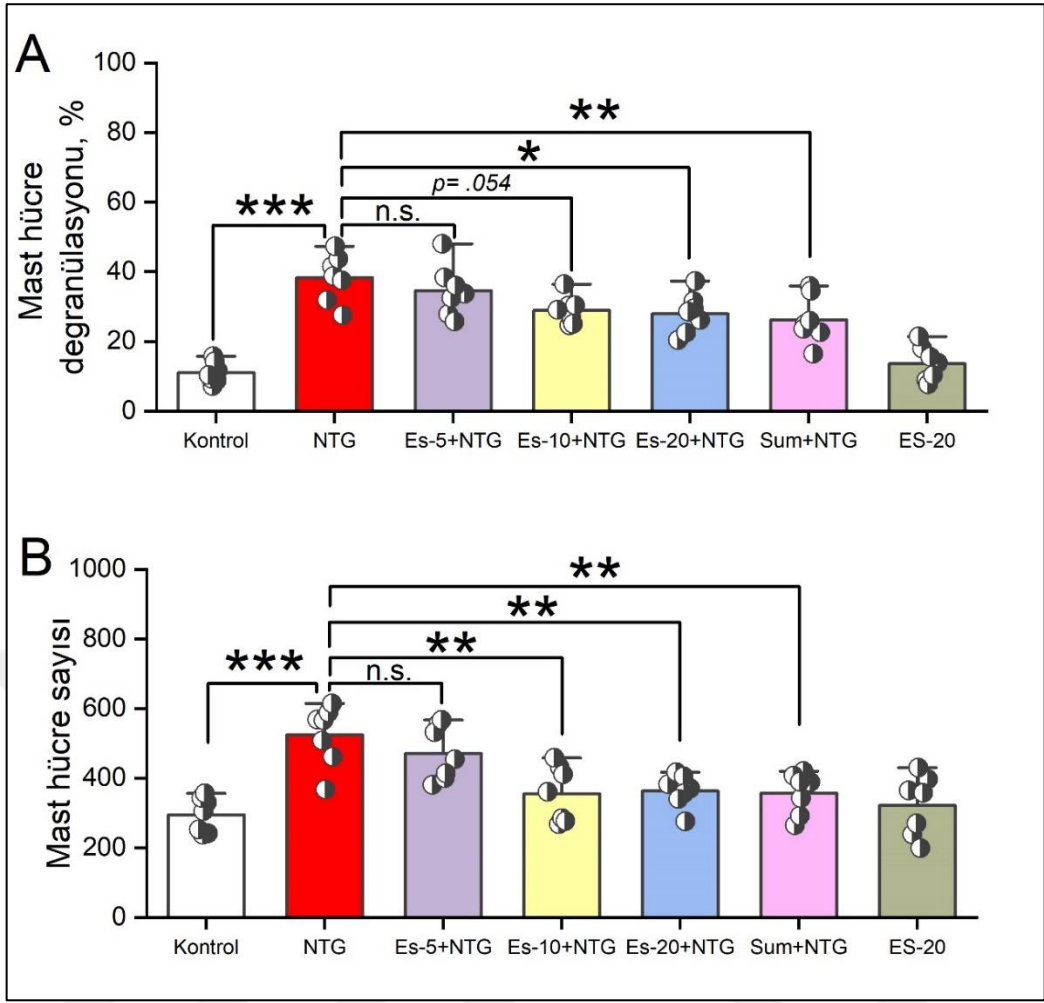 A
Mast hücre
degranülasyonu, %
100
80
60
40
20
0
**
*
p= .054
n.s.
***
Kontrol NTG Es-5+NTG Es-10+NTG Es-20+NTG Sum+NTG ES-20
B
Mast hücre sayısı
1000
800
600
400
200
0
**
**
**
n.s.
***
Kontrol NTG Es-5+NTG Es-10+NTG Es-20+NTG Sum+NTG ES-20